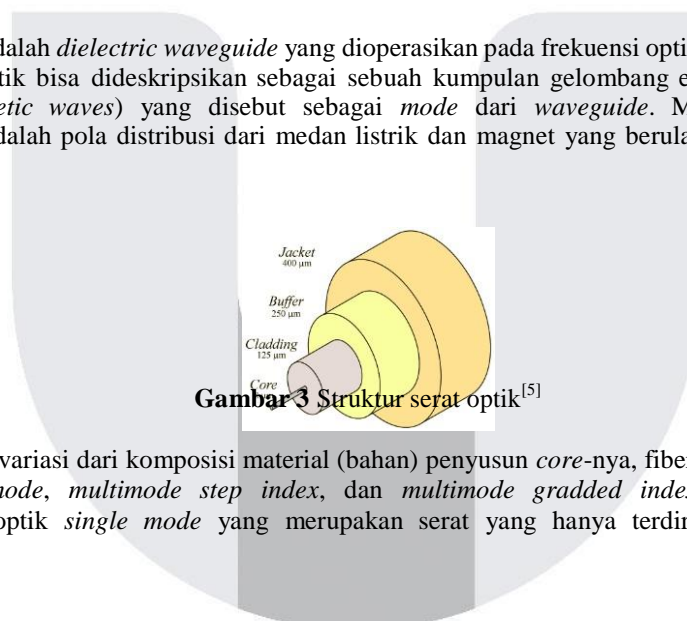 dalah dielectric waveguide yang dioperasikan pada frekuensi opti
tik bisa dideskripsikan sebagai sebuah kumpulan gelombang e
etic waves) yang disebut sebagai mode dari waveguide. M
dalah pola distribusi dari medan listrik dan magnet yang berula
Jacket
400 µm
Buffer
250 µm
Cladding
125 µm
Core
Gambar 3 Struktur serat optik[5]
variasi dari komposisi material (bahan) penyusun core-nya, fiber
node, multimode step index, dan multimode gradded index
optik single mode yang merupakan serat yang hanya terdir